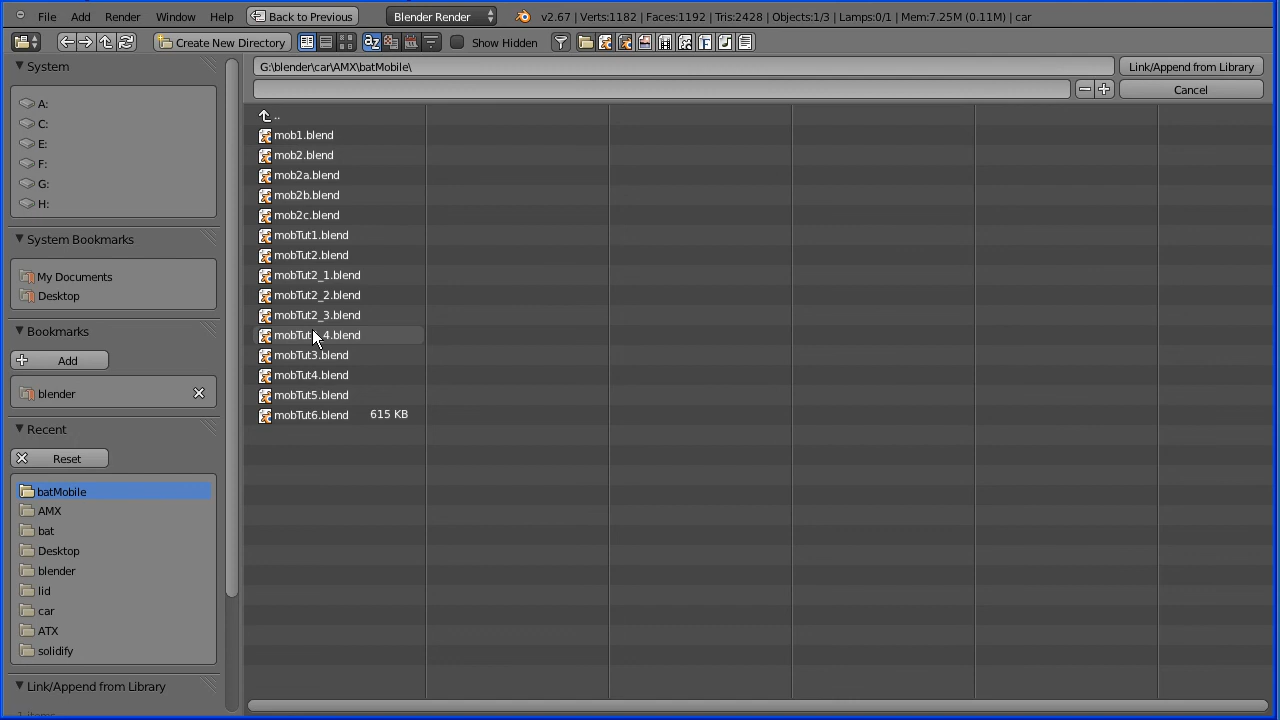 File Add Render Window Help Back to Previous Blender Render v2.67 | Verts:1182 | Faces:1192 | Tris:2428 | Objects:1/3 | Lamps:0/1 | Mem:7.25M (0.11M) | car
Create New Directory Show Hidden
System
A:
C:
E:
F:
G:
H:
System Bookmarks
My Documents
Desktop
Bookmarks
Add
blender
Recent
Reset
batMobile
AMX
bat
Desktop
blender
lid
car
ATX
solidify
Link/Append from Library
G:\blender\car\AMX\batMobile\
Link/Append from Library
Cancel
..
mob1.blend
mob2.blend
mob2a.blend
mob2b.blend
mob2c.blend
mobTut1.blend
mobTut2.blend
mobTut2_1.blend
mobTut2_2.blend
mobTut2_3.blend
mobTut3.blend
mobTut4.blend
mobTut5.blend
mobTut6.blend 615 KB